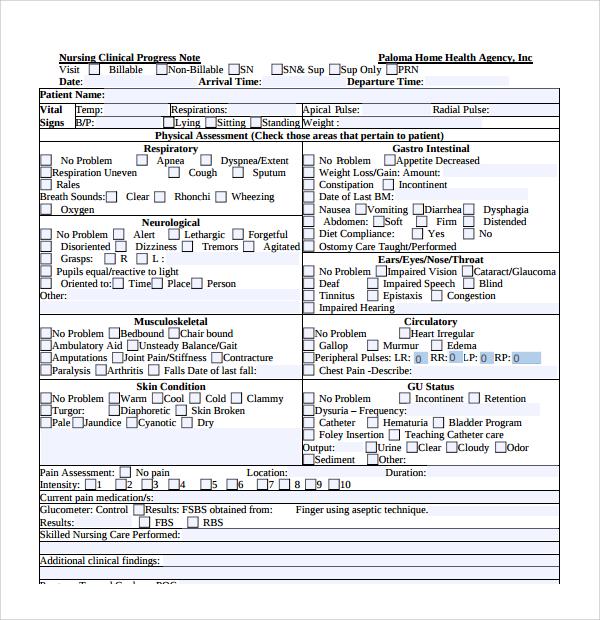 Nursing Clinical Progress Note Paloma Home Health Agency, Inc
Visit Billable Non-Billable SN SN& Sup Sup Only PRN
Date: Arrival Time: Departure Time:
Patient Name:
Vital Temp: Respirations: Apical Pulse: Radial Pulse:
Signs B/P: Lying Sitting Standing Weight :
Physical Assessment (Check those areas that pertain to patient)
Respiratory
No Problem Apnea Dyspnea/Extent
Respiration Uneven Cough Sputum
Rales
Breath Sounds: Clear Rhonchi Wheezing
Oxygen
Neurological
No Problem Alert Lethargic Forgetful
Disoriented Dizziness Tremors Agitated
Grasps: R L :
Pupils equal/reactive to light
Oriented to: Time Place Person
Other:
Gastro Intestinal
No Problem Appetite Decreased
Weight Loss/Gain: Amount:
Constipation Incontinent
Date of Last BM:
Nausea Vomiting Diarrhea Dysphagia
Abdomen: Soft Firm Distended
Diet Compliance: Yes No
Ostomy Care Taught/Performed
Ears/Eyes/Nose/Throat
No Problem Impaired Vision Cataract/Glaucoma
Deaf Impaired Speech Blind
Tinnitus Epistaxis Congestion
Impaired Hearing
Musculoskeletal
No Problem Bedbound Chair bound
Ambulatory Aid Unsteady Balance/Gait
Amputations Joint Pain/Stiffness Contracture
Paralysis Arthritis Falls Date of last fall:
Circulatory
No Problem Heart Irregular
Gallop Murmur Edema
Peripheral Pulses: LR: 0 RR: 0 LP: 0 RP: 0
Chest Pain -Describe:
Skin Condition
No Problem Warm Cool Cold Clammy
Turgor: Diaphoretic Skin Broken
Pale Jaundice Cyanotic Dry
GU Status
No Problem Incontinent Retention
Dysuria – Frequency:
Catheter Hematuria Bladder Program
Foley Insertion Teaching Catheter care
Output: Urine Clear Cloudy Odor
Sediment Other:
Pain Assessment: No pain Location: Duration:
Intensity: 1 2 3 4 5 6 7 8 9 10
Current pain medication/s:
Glucometer: Control Results: FSBS obtained from: Finger using aseptic technique.
Results: FBS RBS
Skilled Nursing Care Performed:
Additional clinical findings: